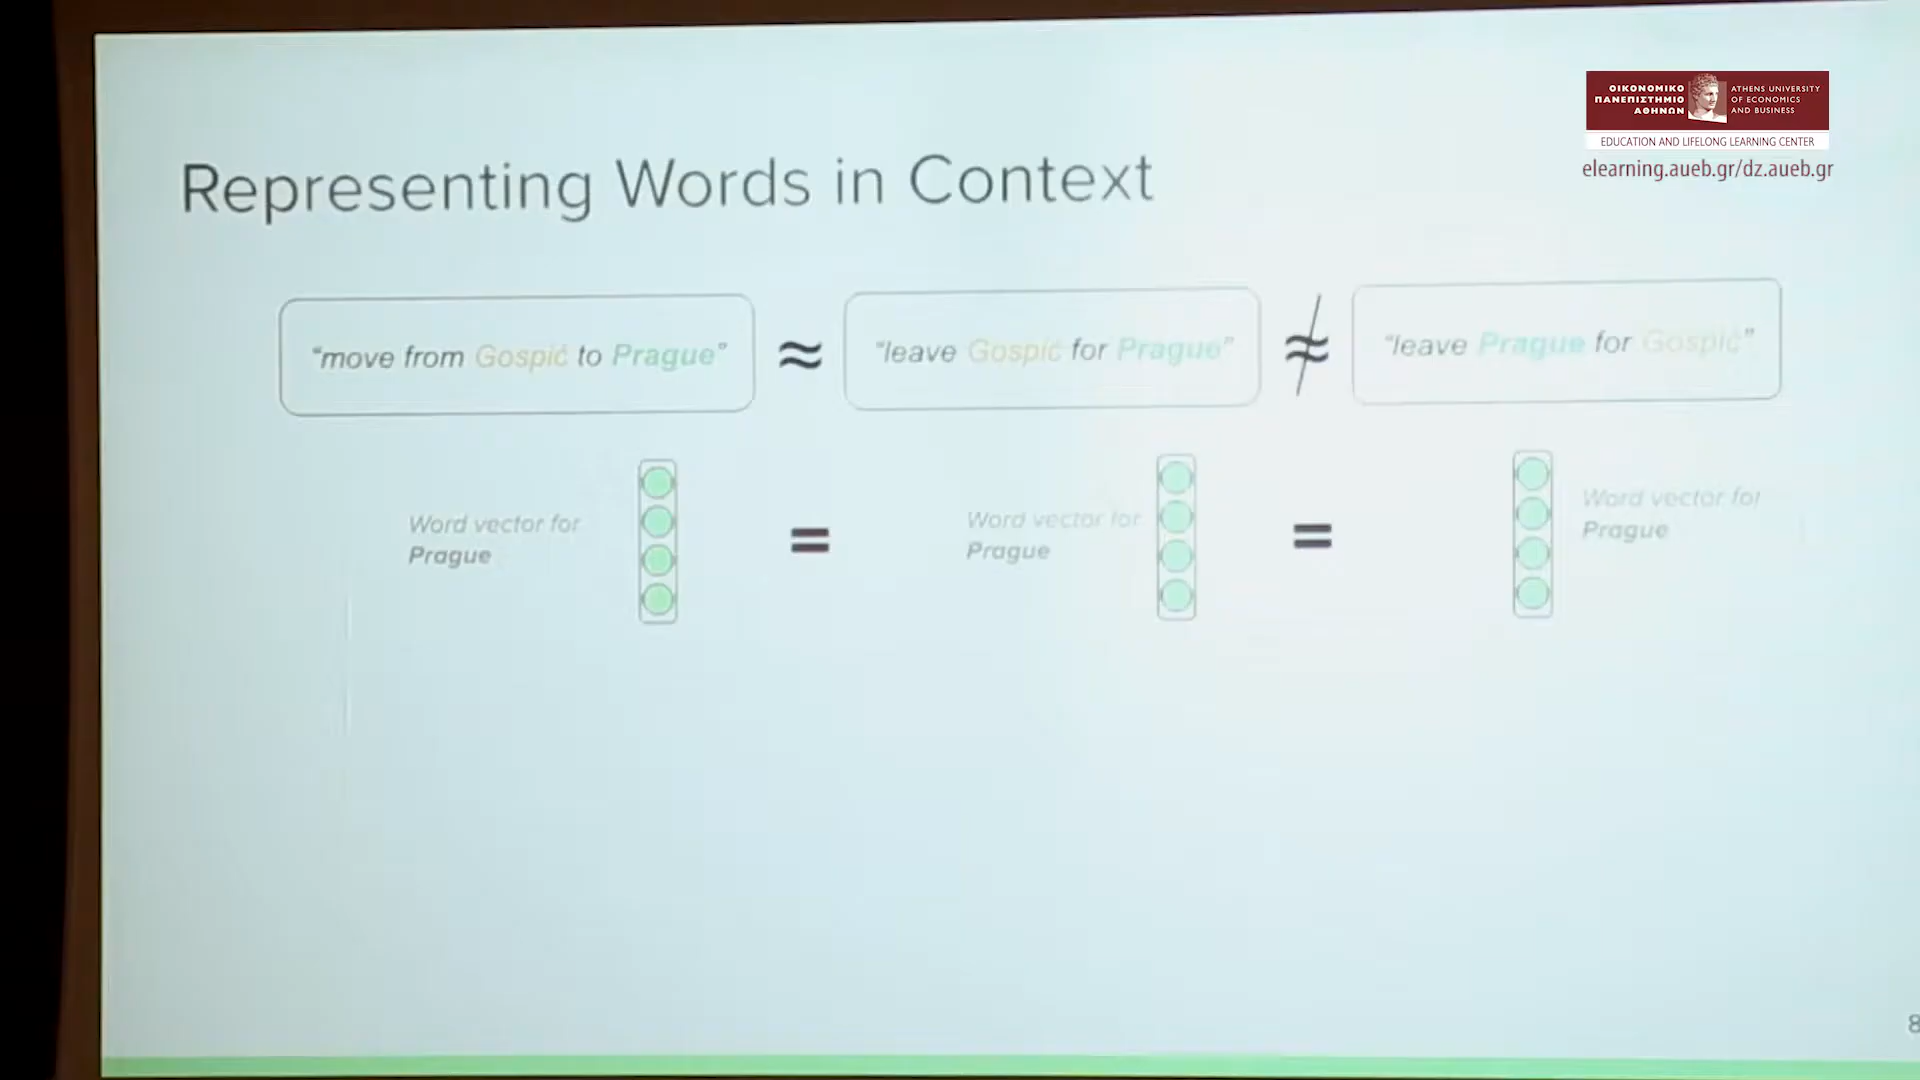 ΟΙΚΟΝΟΜΙΚΟ
ΠΑΝΕΠΙΣΤΗΜΙΟ
ΑΘΗΝΩΝ
ATHENS UNIVERSITY
OF ECONOMICS
AND BUSINESS
EDUCATION AND LIFELONG LEARNING CENTER
elearning.aueb.gr/dz.aueb.gr
Representing Words in Context
“move from Gospić to Prague” ≈ “leave Gospić for Prague” ≉ “leave Prague for Gospić”
Word vector for
Prague
=
Word vector for
Prague
=
Word vector for
Prague
8